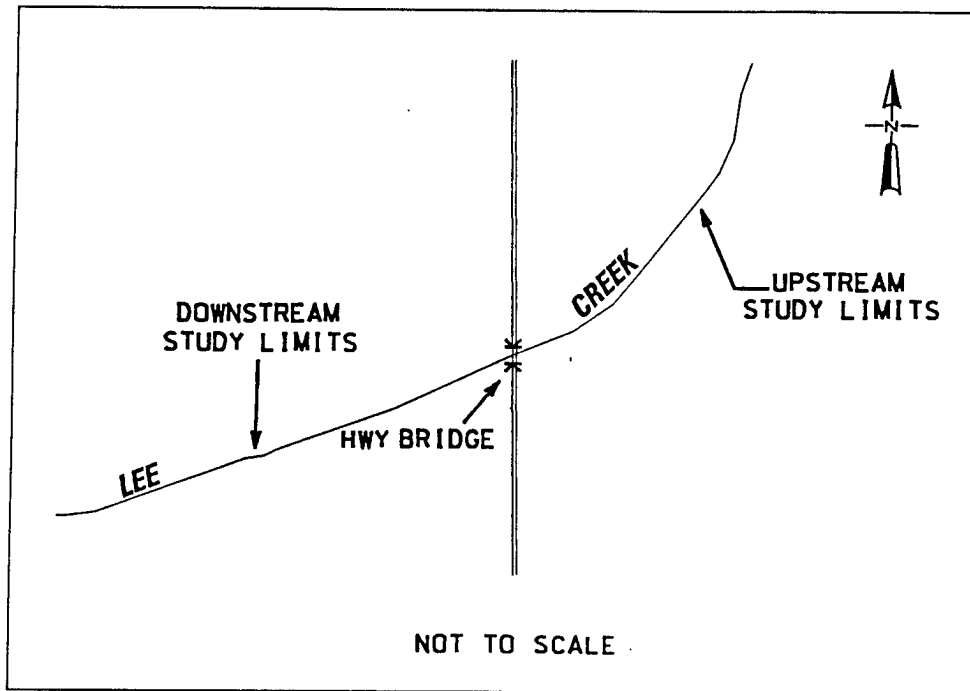 N
CREEK
UPSTREAM
STUDY LIMITS
DOWNSTREAM
STUDY LIMITS
HWY BRIDGE
LEE
NOT TO SCALE